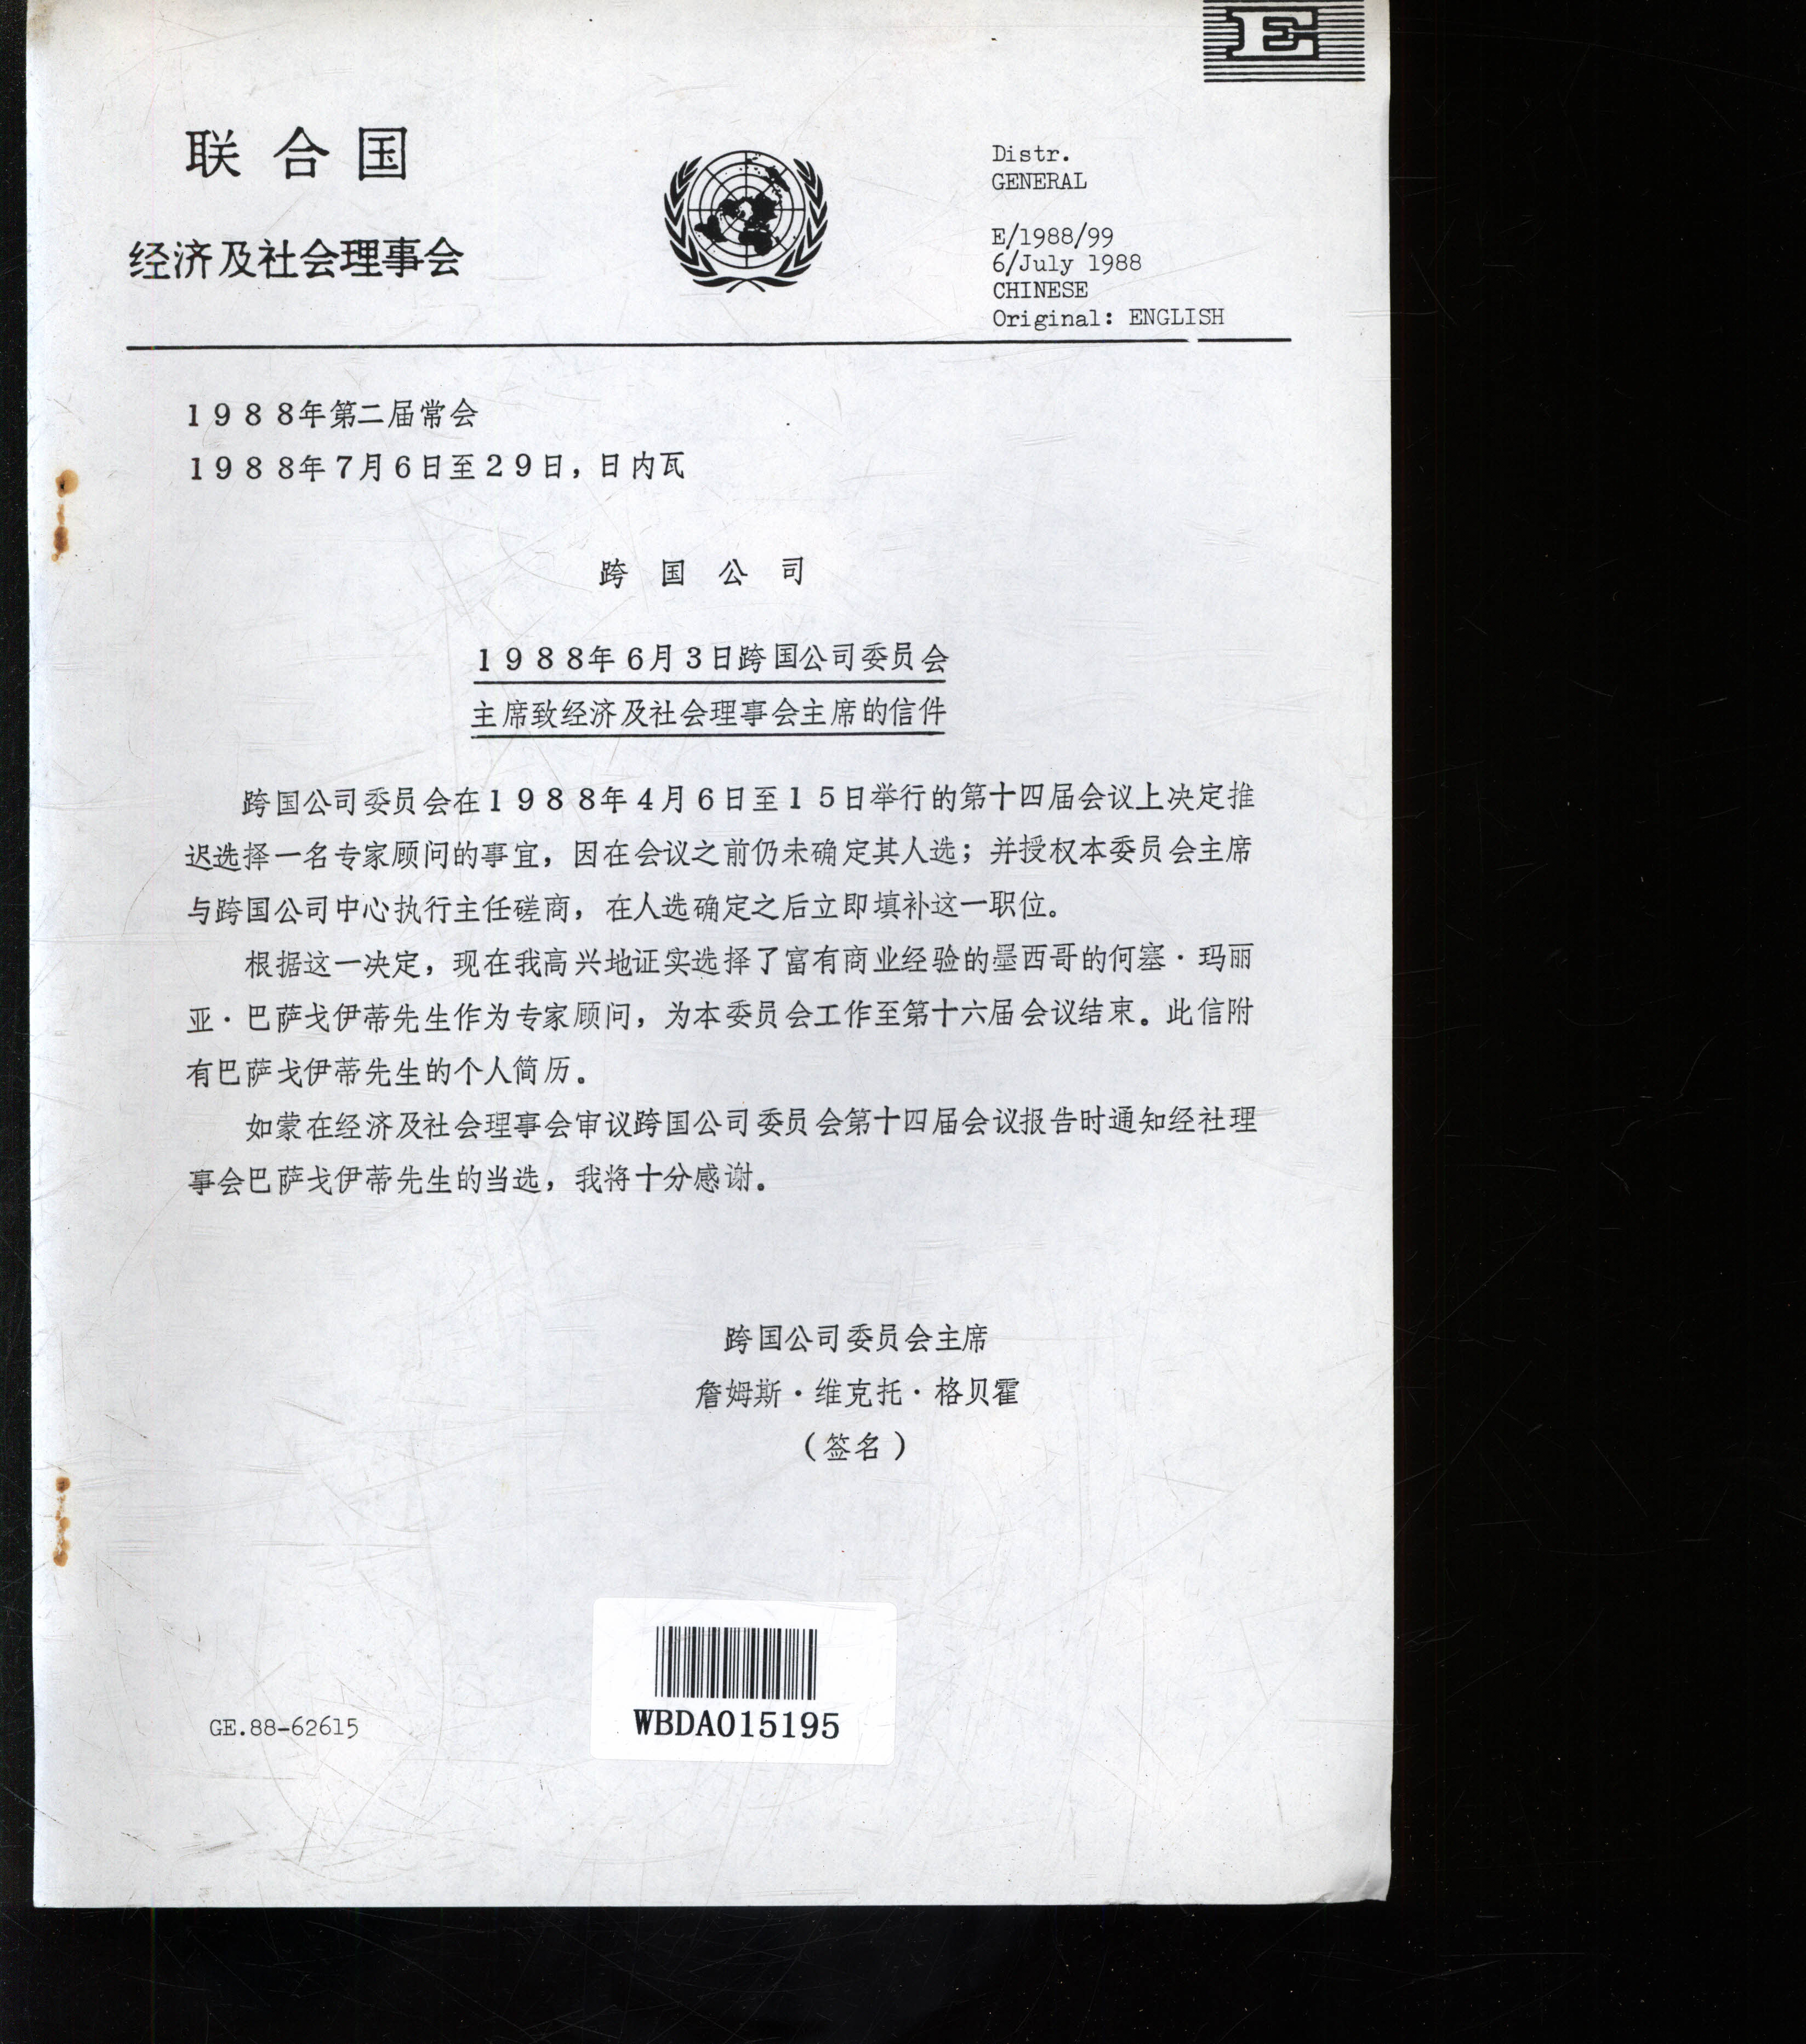 E
联合国
经济及社会理事会
Distr.
GENERAL
E/1988/99
6/July 1988
CHINESE
Original: ENGLISH
1988年第二届常会
1988年7月6日至29日，日内瓦
跨国公司
1988年6月3日跨国公司委员会
主席致经济及社会理事会主席的信件
跨国公司委员会在1988年4月6日至15日举行的第十四届会议上决定推
迟选择一名专家顾问的事宜，因在会议之前仍未确定其人选；并授权本委员会主席
与跨国公司中心执行主任磋商，在人选确定之后立即填补这一职位。
根据这一决定，现在我高兴地证实选择了富有商业经验的墨西哥的何塞·玛丽
亚·巴萨戈伊蒂先生作为专家顾问，为本委员会工作至第十六届会议结束。此信附
有巴萨戈伊蒂先生的个人简历。
如蒙在经济及社会理事会审议跨国公司委员会第十四届会议报告时通知经社理
事会巴萨戈伊蒂先生的当选，我将十分感谢。
跨国公司委员会主席
詹姆斯·维克托·格贝霍
（签名）
GE.88-62615
WBDA015195